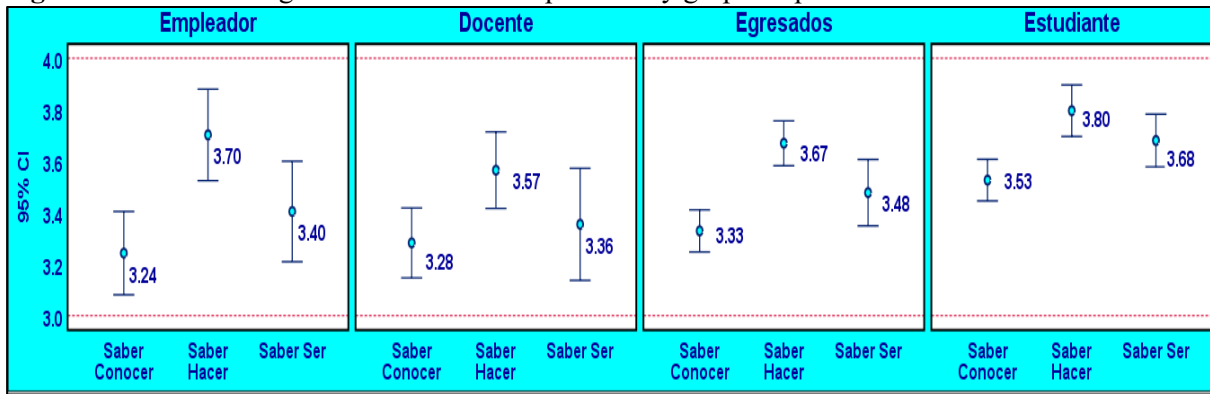 Empleador Docente Egresados Estudiante
95% CI
4.0
3.8
3.6
3.4
3.2
3.0
3.24
3.70
3.40
3.28
3.57
3.36
3.33
3.67
3.48
3.53
3.80
3.68
Saber Conocer
Saber Hacer
Saber Ser
Saber Conocer
Saber Hacer
Saber Ser
Saber Conocer
Saber Hacer
Saber Ser
Saber Conocer
Saber Hacer
Saber Ser